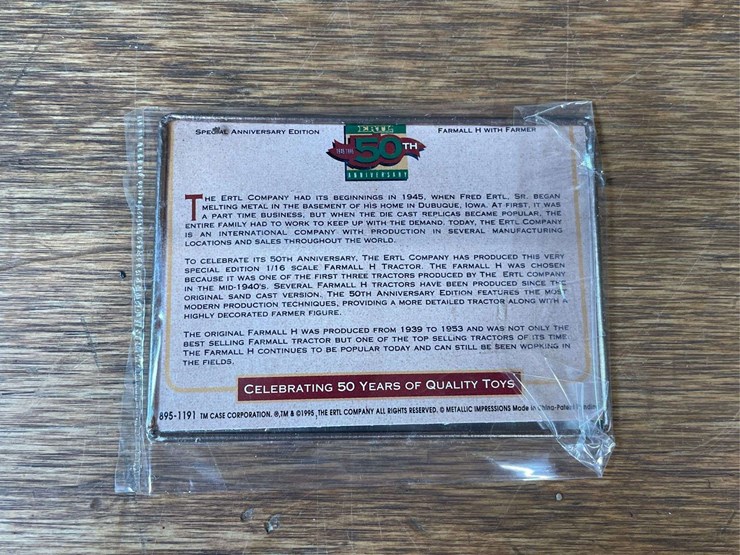 SPECIAL ANNIVERSARY EDITION
ERTL
FARMALL H WITH FARMER
50TH
ANNIVERSARY
THE ERTL COMPANY HAD ITS BEGINNINGS IN 1945, WHEN FRED ERTL, SR. BEGAN
MELTING METAL IN THE BASEMENT OF HIS HOME IN DUBUQUE, IOWA. AT FIRST, IT WAS
A PART TIME BUSINESS, BUT WHEN THE DIE CAST REPLICAS BECAME POPULAR, THE
ENTIRE FAMILY HAD TO WORK TO KEEP UP WITH THE DEMAND. TODAY, THE ERTL COMPANY
IS AN INTERNATIONAL COMPANY WITH PRODUCTION IN SEVERAL MANUFACTURING
LOCATIONS AND SALES THROUGHOUT THE WORLD.
TO CELEBRATE ITS 50TH ANNIVERSARY, THE ERTL COMPANY HAS PRODUCED THIS VERY
SPECIAL EDITION 1/16 SCALE FARMALL H TRACTOR. THE FARMALL H WAS CHOSEN
BECAUSE IT WAS ONE OF THE FIRST THREE TRACTORS PRODUCED BY THE ERTL COMPANY
IN THE MID-1940'S. SEVERAL FARMALL H TRACTORS HAVE BEEN PRODUCED SINCE THE
ORIGINAL SAND CAST VERSION. THE 50TH ANNIVERSARY EDITION FEATURES THE MOST
MODERN PRODUCTION TECHNIQUES, PROVIDING A MORE DETAILED TRACTOR ALONG WITH A
HIGHLY DECORATED FARMER FIGURE.
THE ORIGINAL FARMALL H WAS PRODUCED FROM 1939 TO 1953 AND WAS NOT ONLY THE
BEST SELLING FARMALL TRACTOR BUT ONE OF THE TOP SELLING TRACTORS OF ITS TIME.
THE FARMALL H CONTINUES TO BE POPULAR TODAY AND CAN STILL BE SEEN WORKING IN
THE FIELDS.
CELEBRATING 50 YEARS OF QUALITY TOYS
895-1191 TM CASE CORPORATION. ®,TM & ©1995 THE ERTL COMPANY ALL RIGHTS RESERVED. © METALLIC IMPRESSIONS Made in China-Patent